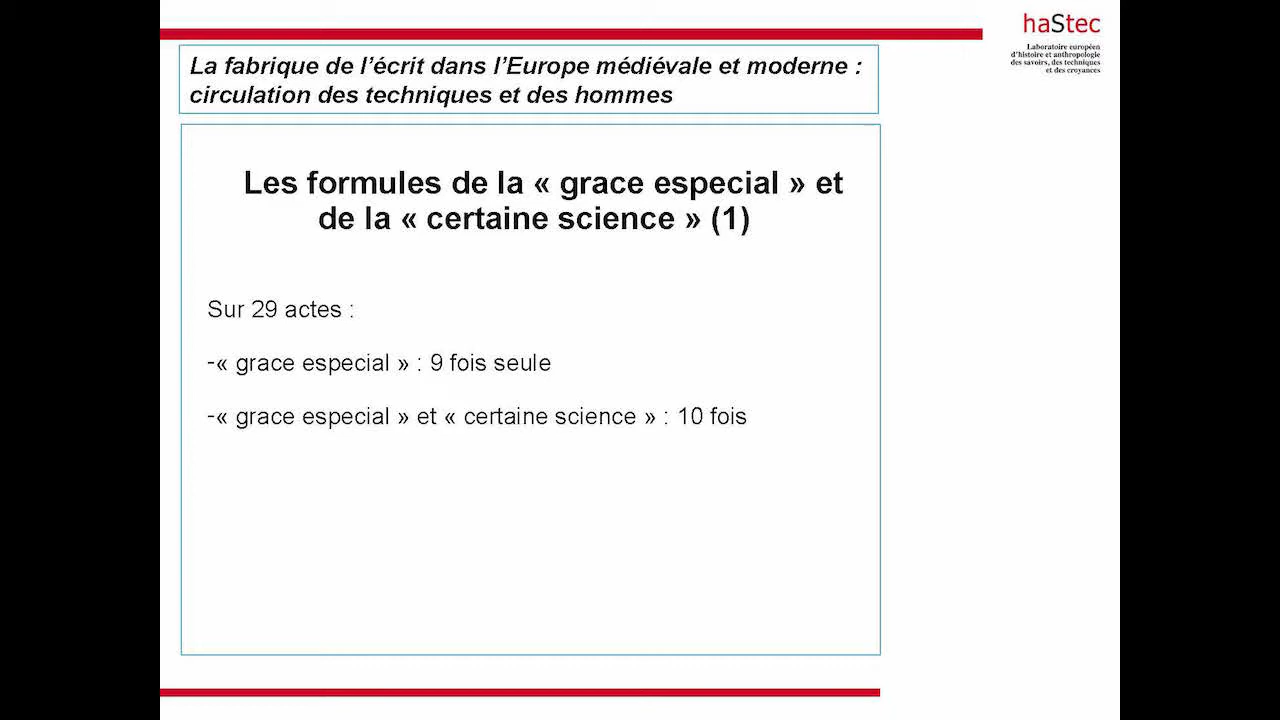 haStec
Laboratoire européen
d'histoire et anthropologie
des savoirs, des techniques
et des croyances
La fabrique de l'écrit dans l'Europe médiévale et moderne :
circulation des techniques et des hommes
Les formules de la « grace especial » et
de la « certaine science » (1)
Sur 29 actes :
-« grace especial » : 9 fois seule
-« grace especial » et « certaine science » : 10 fois